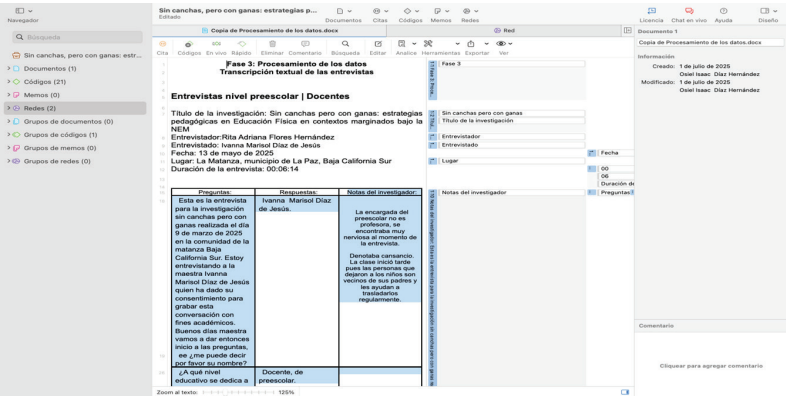 Navegador
Búsqueda
Sin canchas, pero con ganas: estr...
Documentos (1)
Códigos (21)
Memos (0)
Redes (2)
Grupos de documentos (0)
Grupos de códigos (1)
Grupos de memos (0)
Grupos de redes (0)
Sin canchas, pero con ganas: estrategias p...
Editado
Documentos Citas Códigos Memos Redes
Copia de Procesamiento de los datos.docx
Red
Cita Códigos En vivo Rápido Eliminar Comentario Búsqueda Editar Analice Herramientas Exportar Ver
Fase 3: Procesamiento de los datos
Transcripción textual de las entrevistas
Entrevistas nivel preescolar | Docentes
Título de la investigación: Sin canchas, pero con ganas: estrategias
pedagógicas en Educación Física en contextos marginados bajo la
NEM
Entrevistador:Rita Adriana Flores Hernández
Entrevistado: Ivanna Marisol Díaz de Jesús
Fecha: 13 de mayo de 2025
Lugar: La Matanza, municipio de La Paz, Baja California Sur
Duración de la entrevista: 00:06:14
Preguntas:
Respuestas:
Notas del investigador:
Esta es la entrevista
para la investigación
sin canchas pero con
ganas realizada el día
9 de marzo de 2025
en la comunidad de la
matanza Baja
California Sur. Estoy
entrevistando a la
maestra Ivanna
Marisol Díaz de Jesús
quien ha dado su
consentimiento para
grabar esta
conversación con
fines académicos.
Buenos días maestra
vamos a dar entonces
inicio a las preguntas,
ee ¿me puede decir
por favor su nombre?
Ivanna Marisol Díaz
de Jesús.
La encargada del
preescolar no es
profesora, se
encontraba muy
nerviosa al momento de
la entrevista.
Denotaba cansancio.
La clase inició tarde
pues las personas que
dejaron a los niños son
vecinos de sus padres y
les ayudan a
trasladarlos
regularmente.
¿A qué nivel
educativo se dedica a
Docente, de
preescolar.
Fase 3
Sin canchas pero con ganas
Título de la investigación
Entrevistador
Entrevistado
Fecha
Lugar
00
06
Duración de
Notas del investigador
Preguntas
Zoom al texto:
125%
Licencia Chat en vivo Ayuda Diseño
Documento 1
Copia de Procesamiento de los datos.docx
Información
Creado: 1 de julio de 2025
Osiel Isaac Díaz Hernández
Modificado: 1 de julio de 2025
Osiel Isaac Díaz Hernández
Comentario
Cliquear para agregar comentario